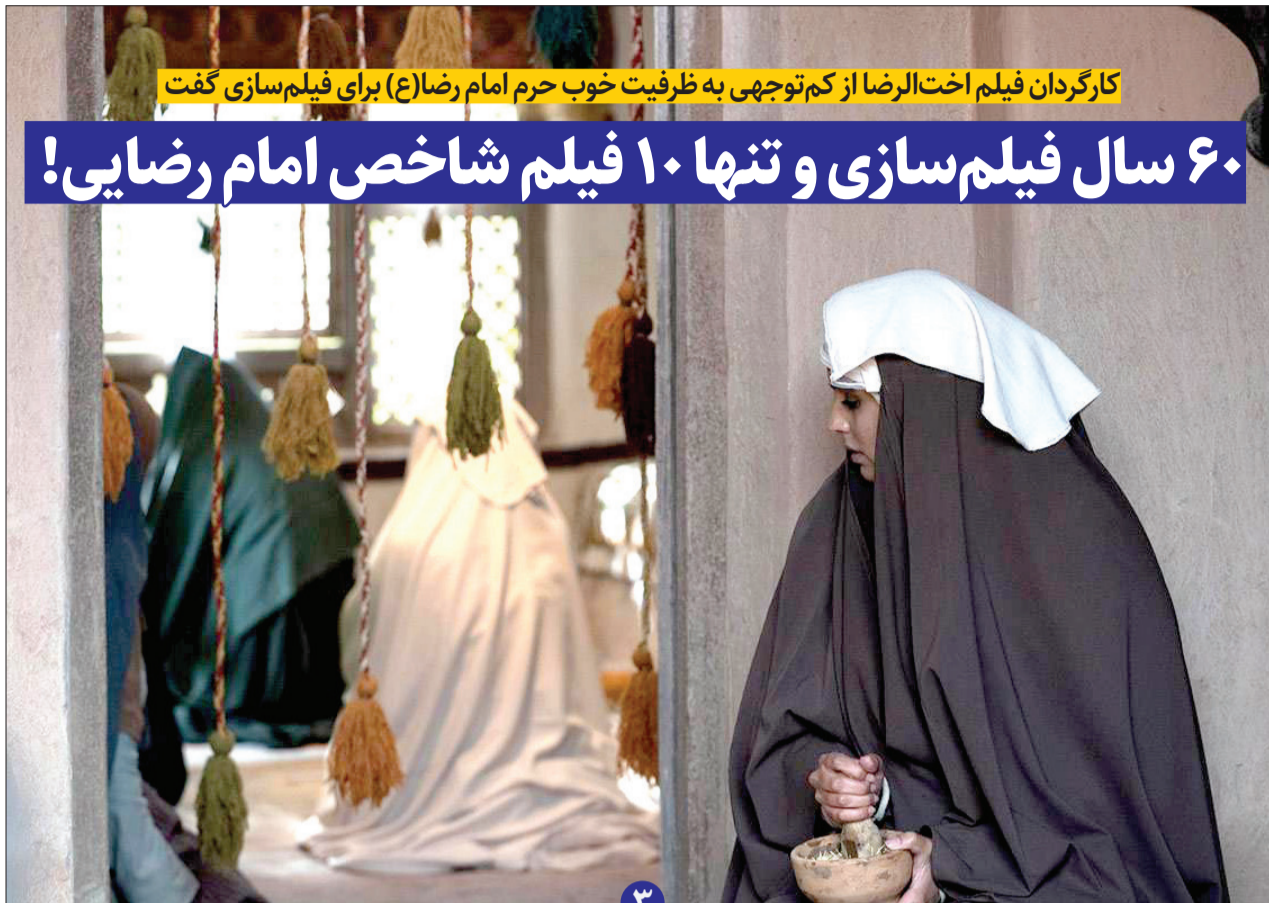 کارگردان فیلم اخت‌الرضا از کم‌توجهی به ظرفیت خوب حرم امام رضا(ع) برای فیلم‌سازی گفت
۶۰ سال فیلم‌سازی و تنها ۱۰ فیلم شاخص امام رضایی!
۳